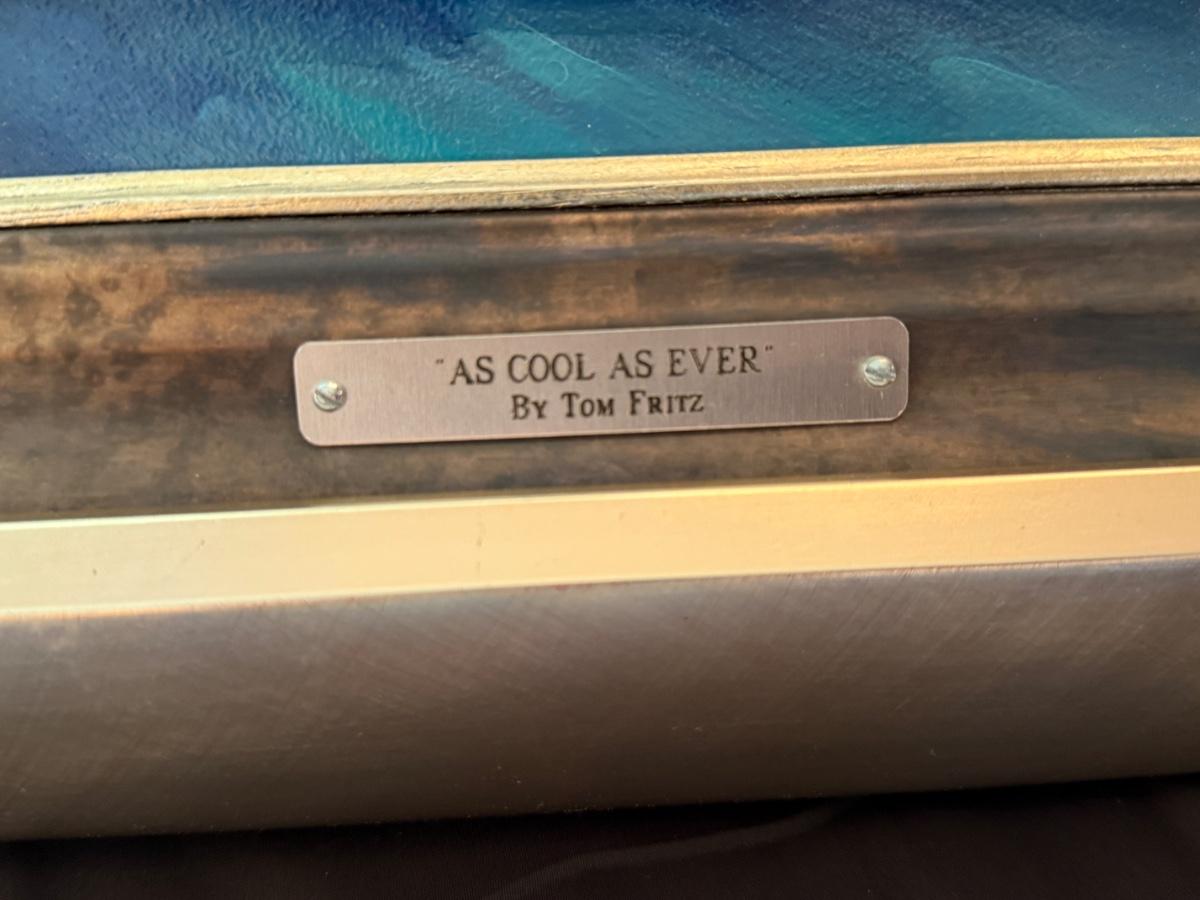 "AS COOL AS EVER"
BY TOM FRITZ